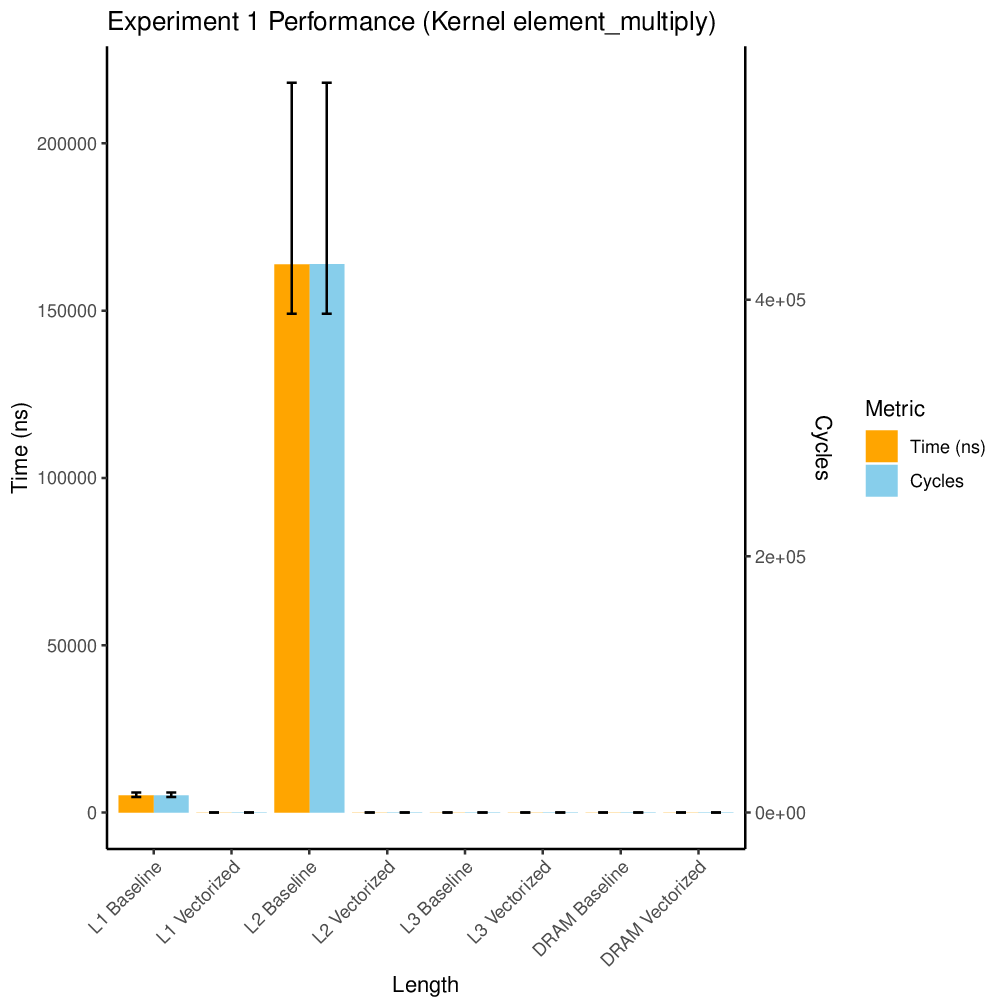 Experiment 1 Performance (Kernel element_multiply)
Time (ns)
200000
150000
100000
50000
0
4e+05
2e+05
0e+00
Cycles
Metric
Time (ns)
Cycles
L1 Baseline
L1 Vectorized
L2 Baseline
L2 Vectorized
L3 Baseline
L3 Vectorized
DRAM Baseline
DRAM Vectorized
Length